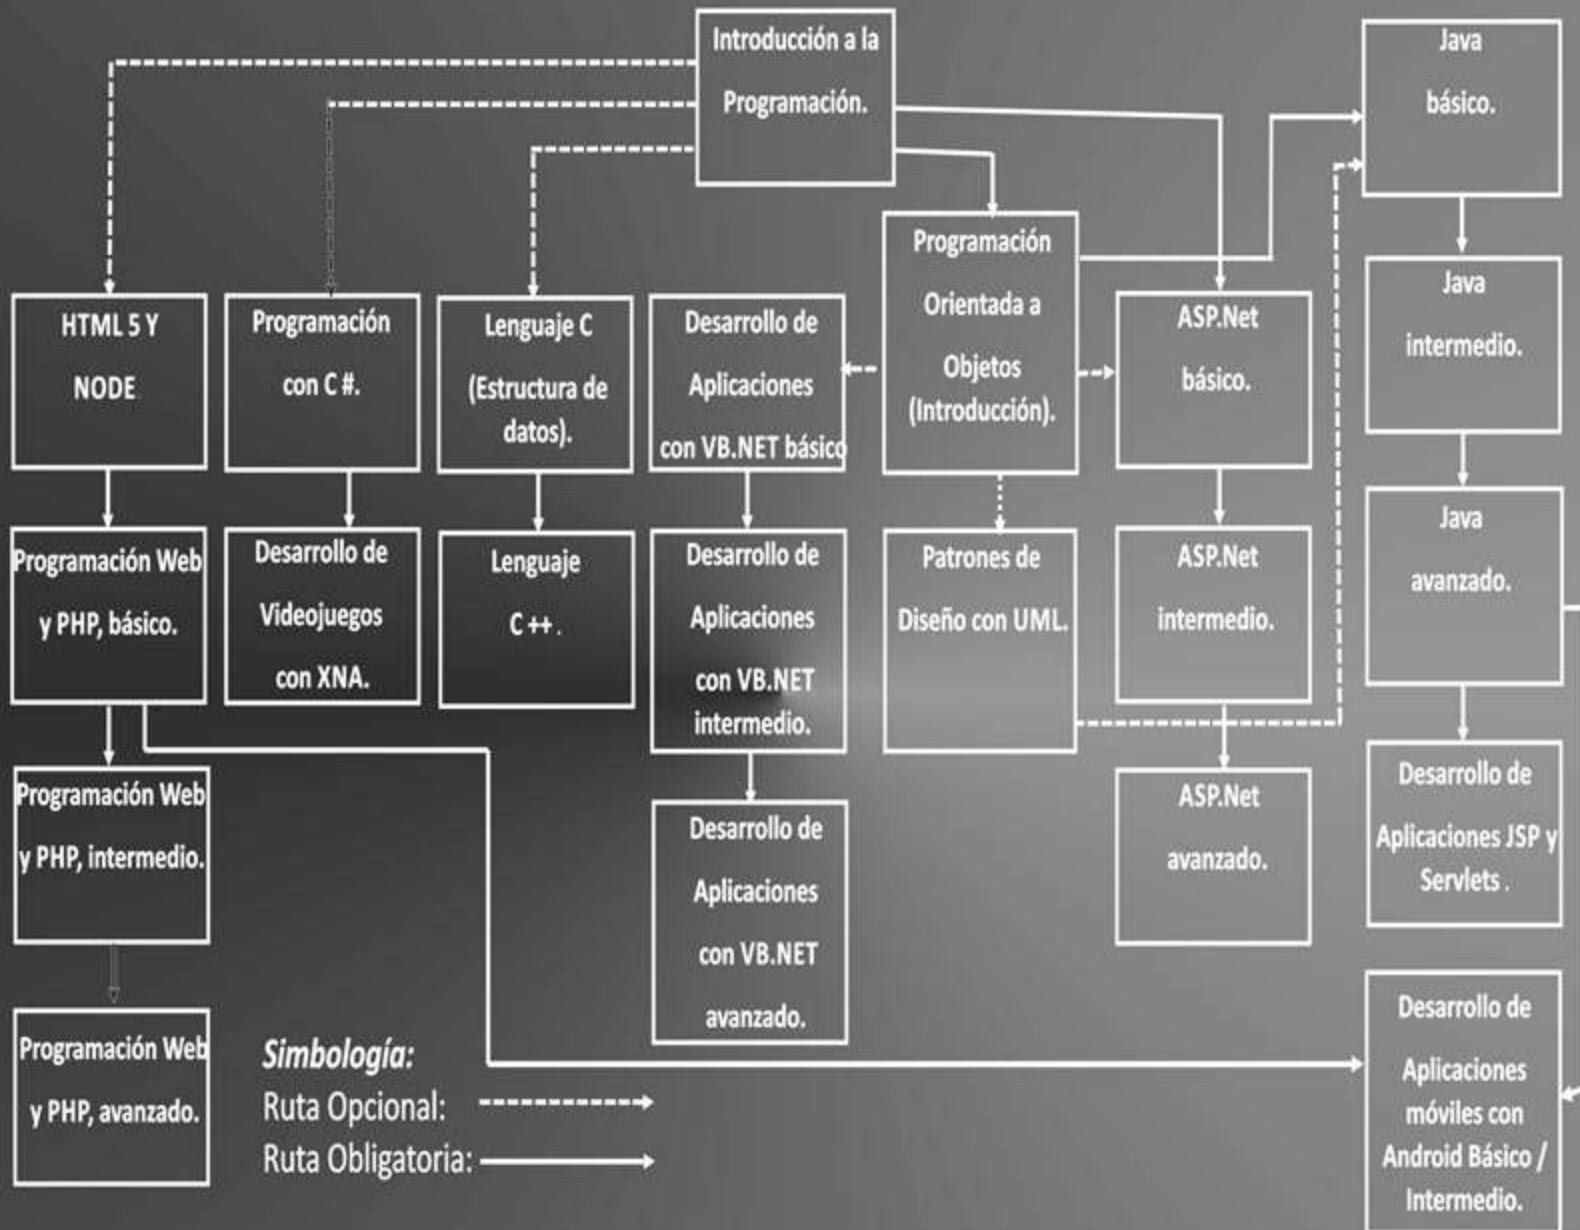 Introducción a la
Programación.
Java
básico.
Programación
Orientada a
Objetos
(Introducción).
Java
intermedio.
HTML 5 Y
NODE
Programación
con C #.
Lenguaje C
(Estructura de
datos).
Desarrollo de
Aplicaciones
con VB.NET básico
ASP.Net
básico.
Java
avanzado.
Programación Web
y PHP, básico.
Desarrollo de
Videojuegos
con XNA.
Lenguaje
C ++ .
Desarrollo de
Aplicaciones
con VB.NET
intermedio.
Patrones de
Diseño con UML.
ASP.Net
intermedio.
Programación Web
y PHP, intermedio.
Desarrollo de
Aplicaciones
con VB.NET
avanzado.
ASP.Net
avanzado.
Desarrollo de
Aplicaciones JSP y
Servlets .
Programación Web
y PHP, avanzado.
Simbología:
Ruta Opcional:
Ruta Obligatoria:
Desarrollo de
Aplicaciones
móviles con
Android Básico /
Intermedio.